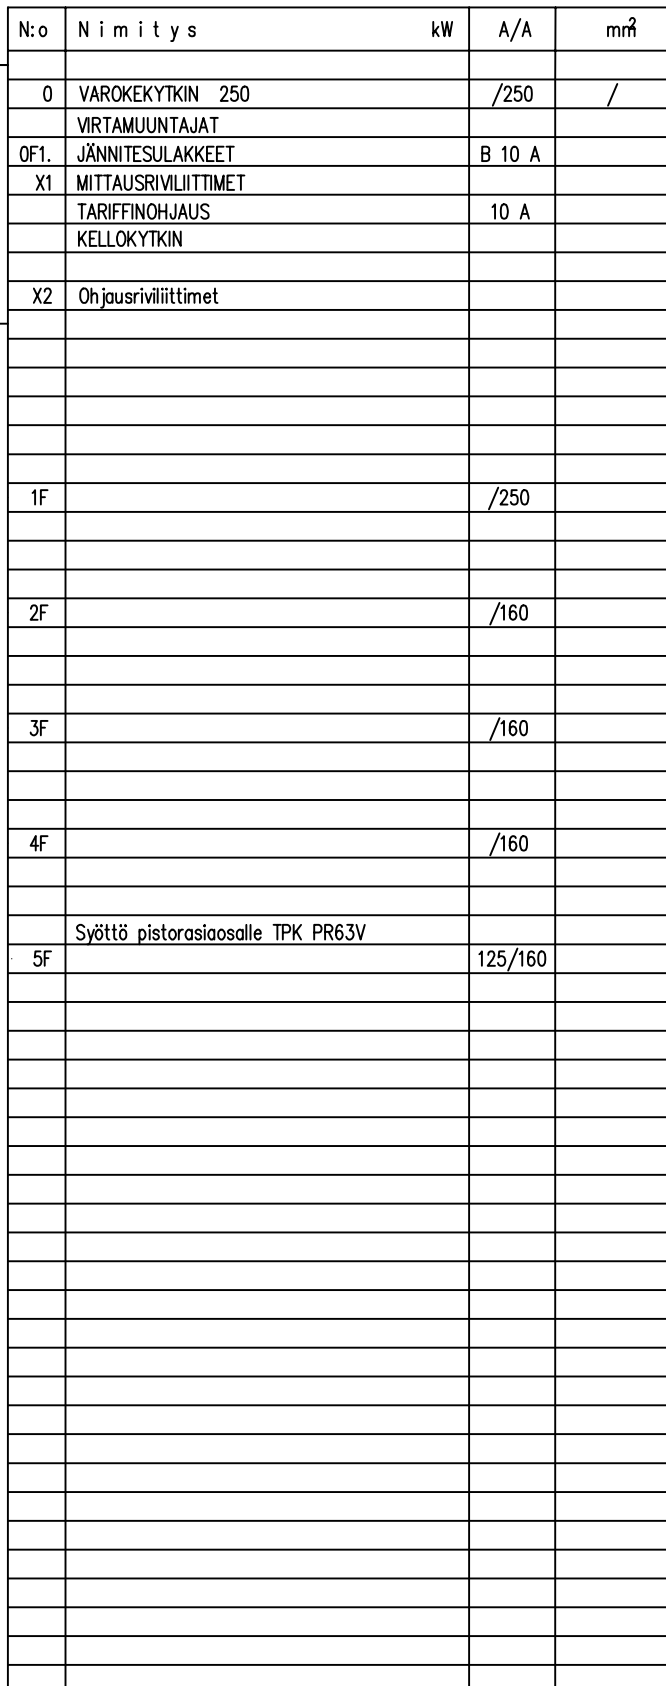 N:o N i m i t y s kW A/A mm²
0 VAROKEKYTKIN 250 /250 /
VIRTAMUUNTAJAT
0F1. JÄNNITESULAKKEET B 10 A
X1 MITTAUSRIVILIITTIMET
TARIFFINOHJAUS 10 A
KELLOKYTKIN
X2 Ohjausriviliittimet
1F /250
2F /160
3F /160
4F /160
Syöttö pistorasiaosalle TPK PR63V
5F 125/160